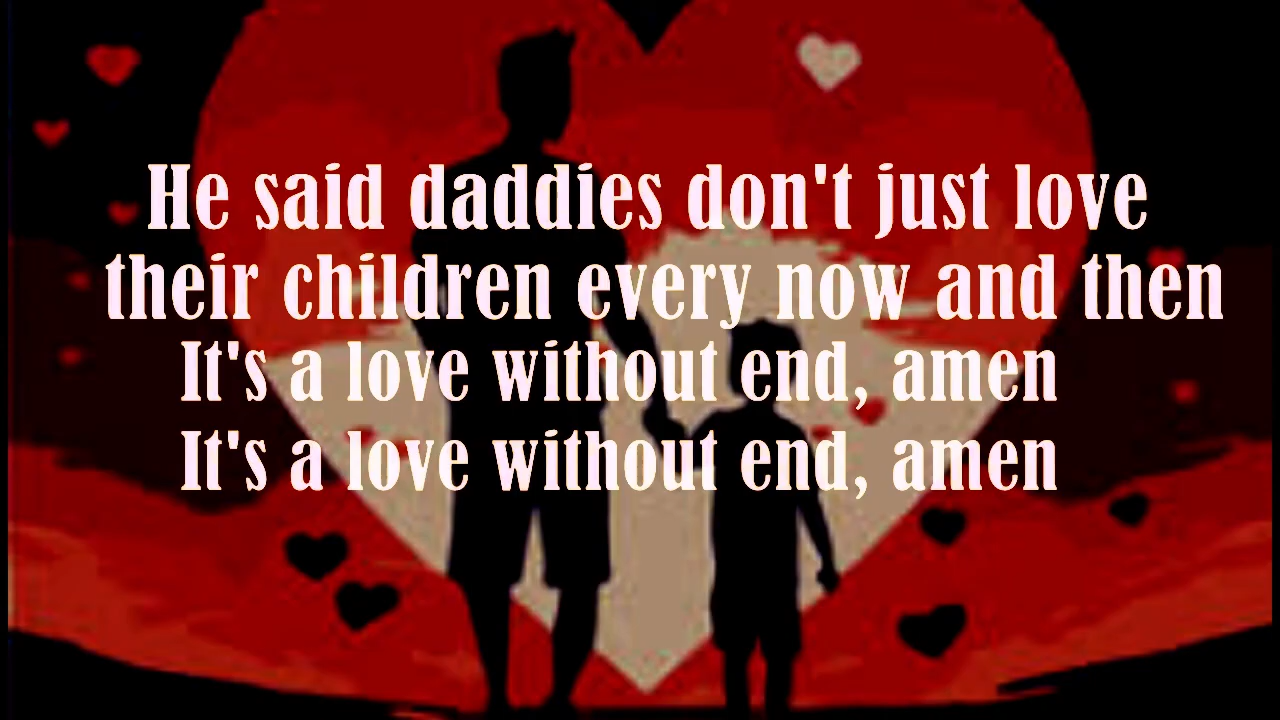 He said daddies don't just love
their children every now and then
It's a love without end, amen
It's a love without end, amen